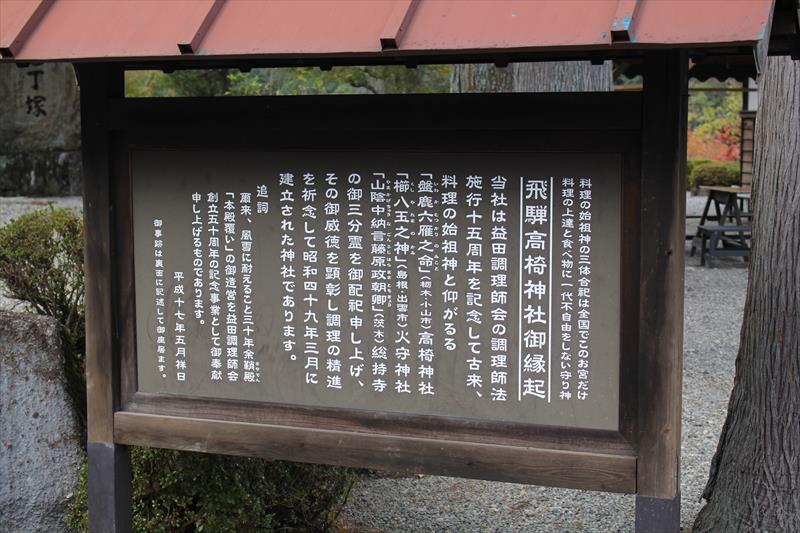 料理の始祖神の三体合祀は全国でこのお宮だけ
料理の上達と食べ物に一代不自由をしない守り神
飛騨高椅神社御縁起
当社は益田調理師会の調理師法
施行十五周年を記念して古来、
料理の始祖神と仰がるる
「盤鹿六雁之命」(栃木・小山市)高椅神社
「櫛八玉之神」(島根・出雲市)火守神社
「山陰中納言藤原政朝卿」(茨木)総持寺
の御三分霊を御配祀申し上げ、
その御威徳を顕彰し調理の精進
を祈念して昭和四十九年三月に
建立された神社であります。
追詞
爾来、風雪に耐えること三十年余鞘殿
「本殿覆い」の御造営を益田調理師会
創立五十周年の記念事業として御奉献
申し上げるものであります。
平成十七年五月祥日
御事跡は裏面に記述して御座居ます。
丁塚